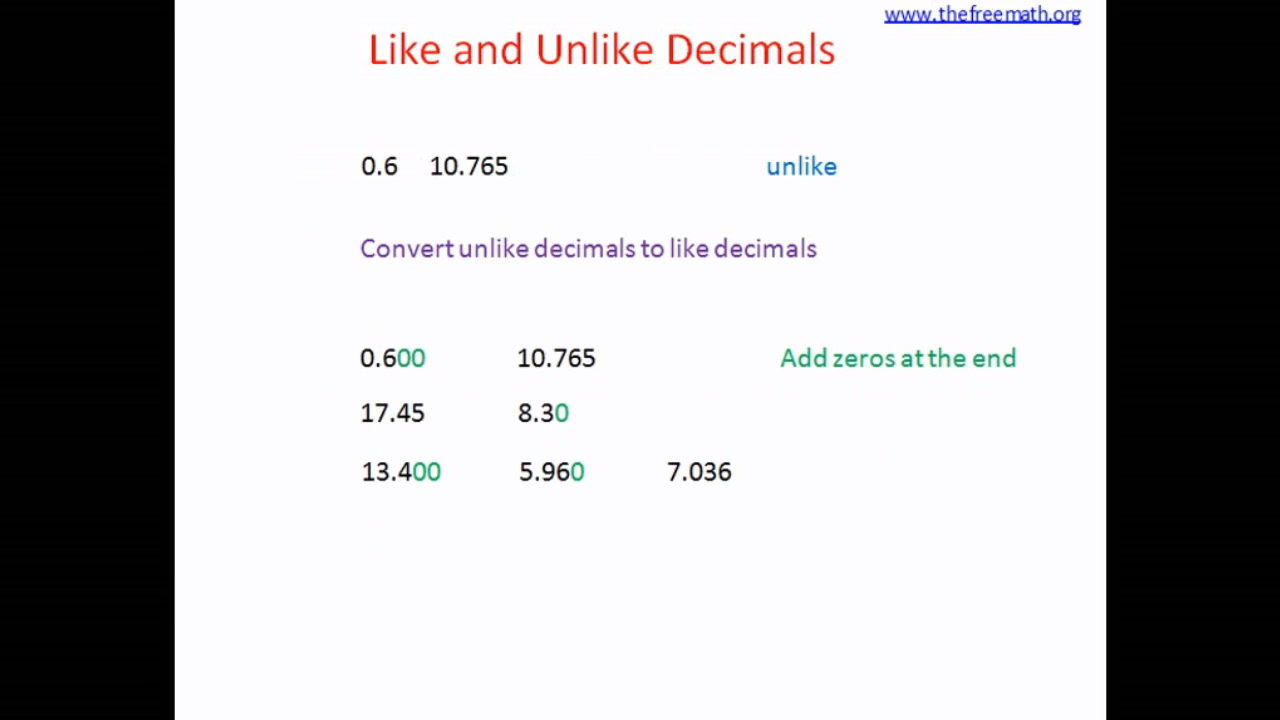 www.thefreemath.org
Like and Unlike Decimals
0.6 10.765 unlike
Convert unlike decimals to like decimals
0.600 10.765 Add zeros at the end
17.45 8.30
13.400 5.960 7.036